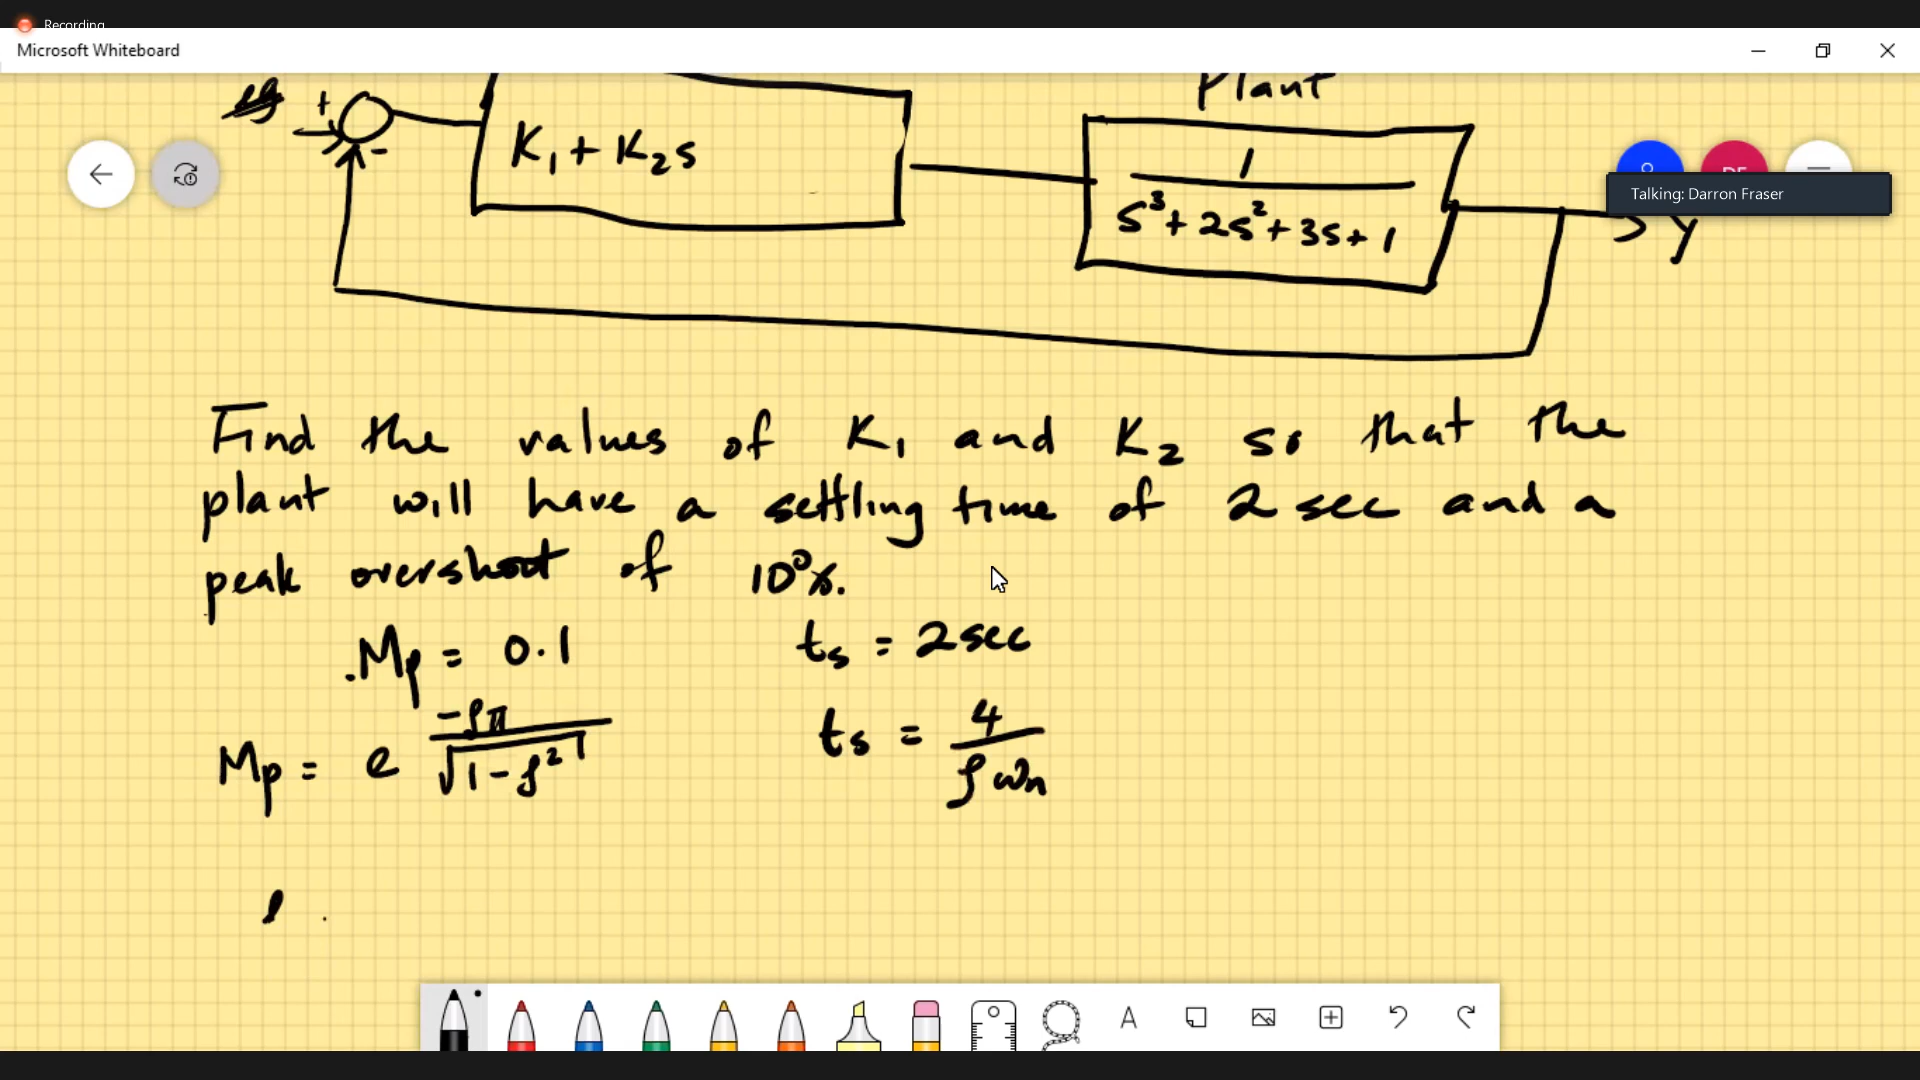 Recording
Microsoft Whiteboard
eg + -
K₁ + K₂s
Plant
1
s³ + 2s² + 3s + 1
y
Talking: Darron Fraser
Find the values of K₁ and K₂ so that the
plant will have a settling time of 2 sec and a
peak overshoot of 10%.
Mp = 0.1
ts = 2sec
Mp = e^(-ζπ / √(1-ζ²))
ts = 4 / ζωn
A